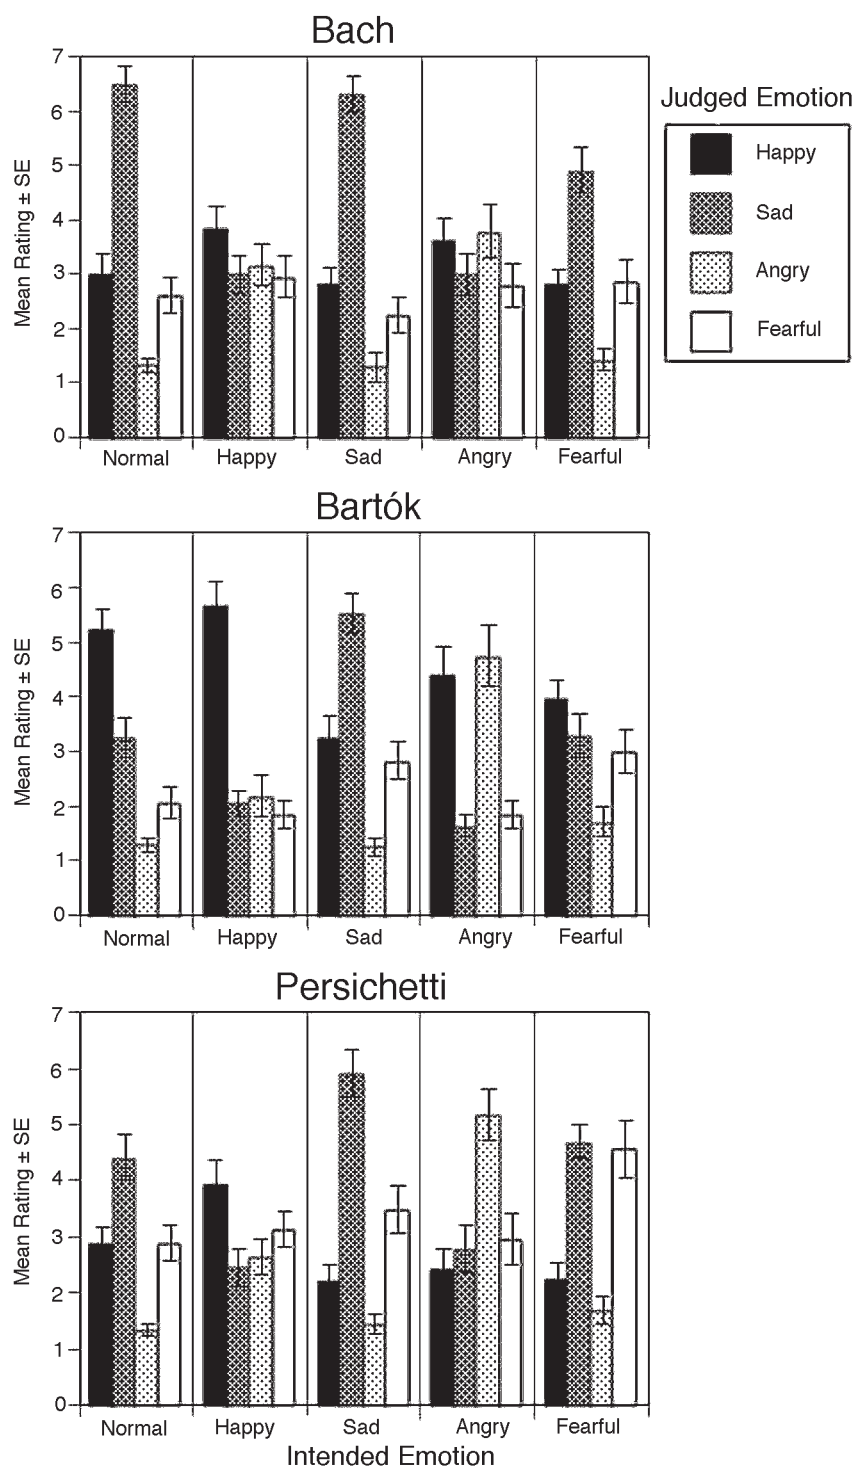 Bach
Mean Rating ± SE
7
6
5
4
3
2
1
0
Normal Happy Sad Angry Fearful
Judged Emotion
Happy
Sad
Angry
Fearful
Bartók
Mean Rating ± SE
7
6
5
4
3
2
1
0
Normal Happy Sad Angry Fearful
Persichetti
Mean Rating ± SE
7
6
5
4
3
2
1
0
Normal Happy Sad Angry Fearful
Intended Emotion